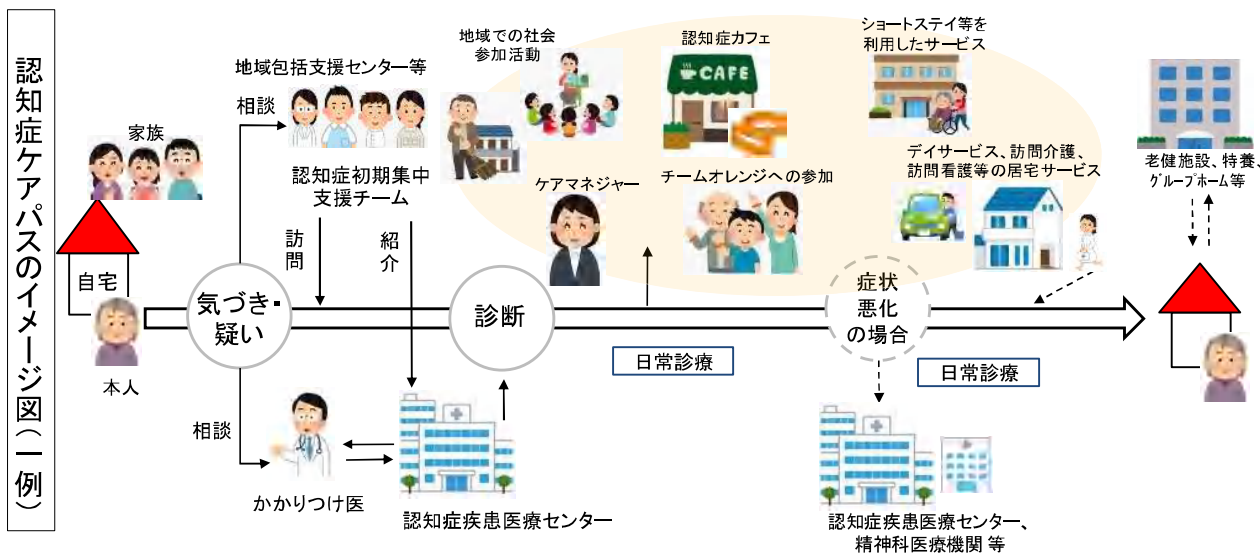 認知症ケアパスのイメージ図(一例)
家族
自宅
本人
相談
地域包括支援センター等
認知症初期集中
支援チーム
訪問
紹介
気づき・
疑い
相談
かかりつけ医
認知症疾患医療センター
診断
地域での社会
参加活動
認知症カフェ
CAFE
ケアマネジャー
チームオレンジへの参加
日常診療
ショートステイ等を
利用したサービス
デイサービス、訪問介護、
訪問看護等の居宅サービス
症状
悪化
の場合
日常診療
認知症疾患医療センター、
精神科医療機関 等
老健施設、特養、
グループホーム等